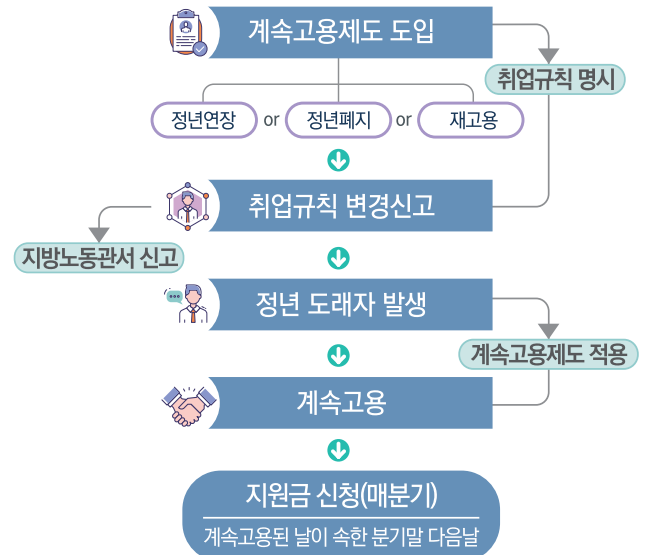 계속고용제도 도입
취업규칙 명시
정년연장 or 정년폐지 or 재고용
취업규칙 변경신고
지방노동관서 신고
정년 도래자 발생
계속고용제도 적용
계속고용
지원금 신청(매분기)
계속고용된 날이 속한 분기말 다음날